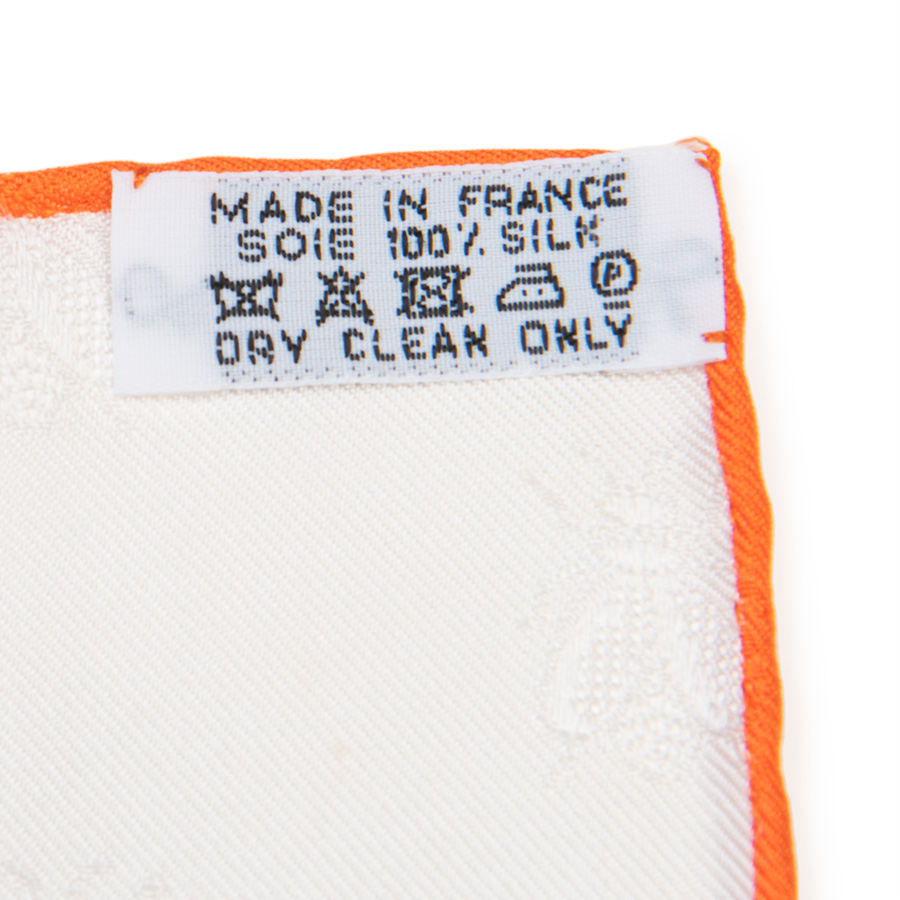 MADE IN FRANCE
SOIE 100% SILK
P
DRY CLEAN ONLY